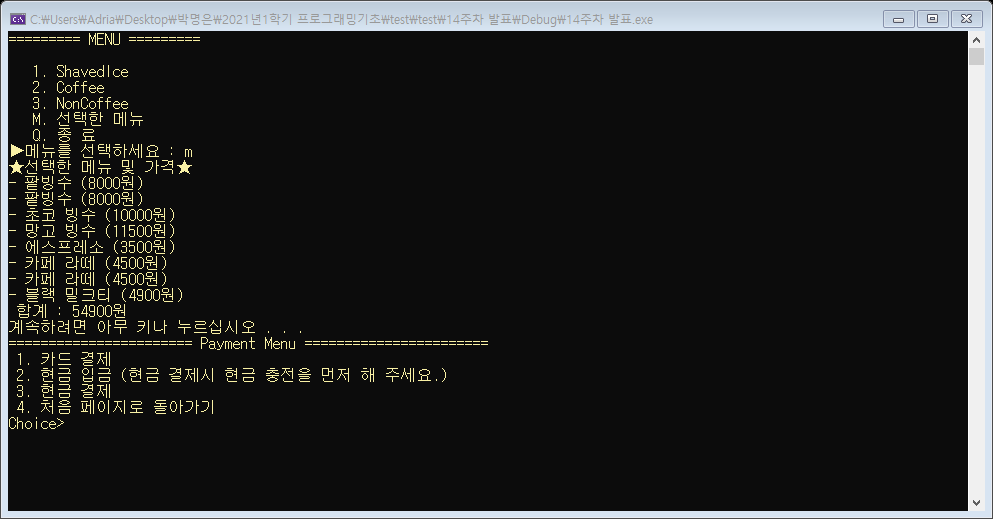 C:\Users\Adria\Desktop\박명은\2021년1학기 프로그래밍기초\test\test\14주차 발표\Debug\14주차 발표.exe
========= MENU =========
1. ShavedIce
2. Coffee
3. NonCoffee
M. 선택한 메뉴
Q. 종 료
▶메뉴를 선택하세요 : m
★선택한 메뉴 및 가격★
- 팥빙수 (8000원)
- 팥빙수 (8000원)
- 초코 빙수 (10000원)
- 망고 빙수 (11500원)
- 에스프레소 (3500원)
- 카페 라떼 (4500원)
- 카페 라떼 (4500원)
- 블랙 밀크티 (4900원)
합계 : 54900원
계속하려면 아무 키나 누르십시오 . . .
======================= Payment Menu =======================
1. 카드 결제
2. 현금 입금 (현금 결제시 현금 충전을 먼저 해 주세요.)
3. 현금 결제
4. 처음 페이지로 돌아가기
Choice>